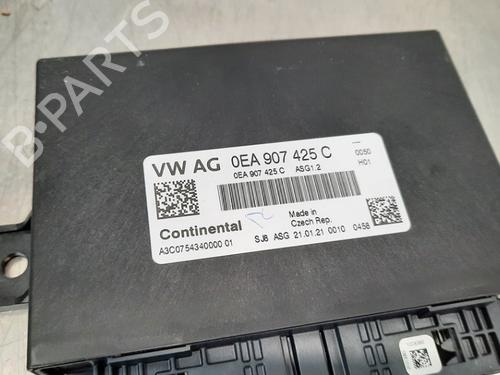 VW AG 0EA 907 425 C 0050
0EA 907 425 C ASG1.2 H01
Continental Made in
Czech Rep.
A3C0754340000 01 SJ8 ASG 21.01.21 0010 0458
B-PARTS